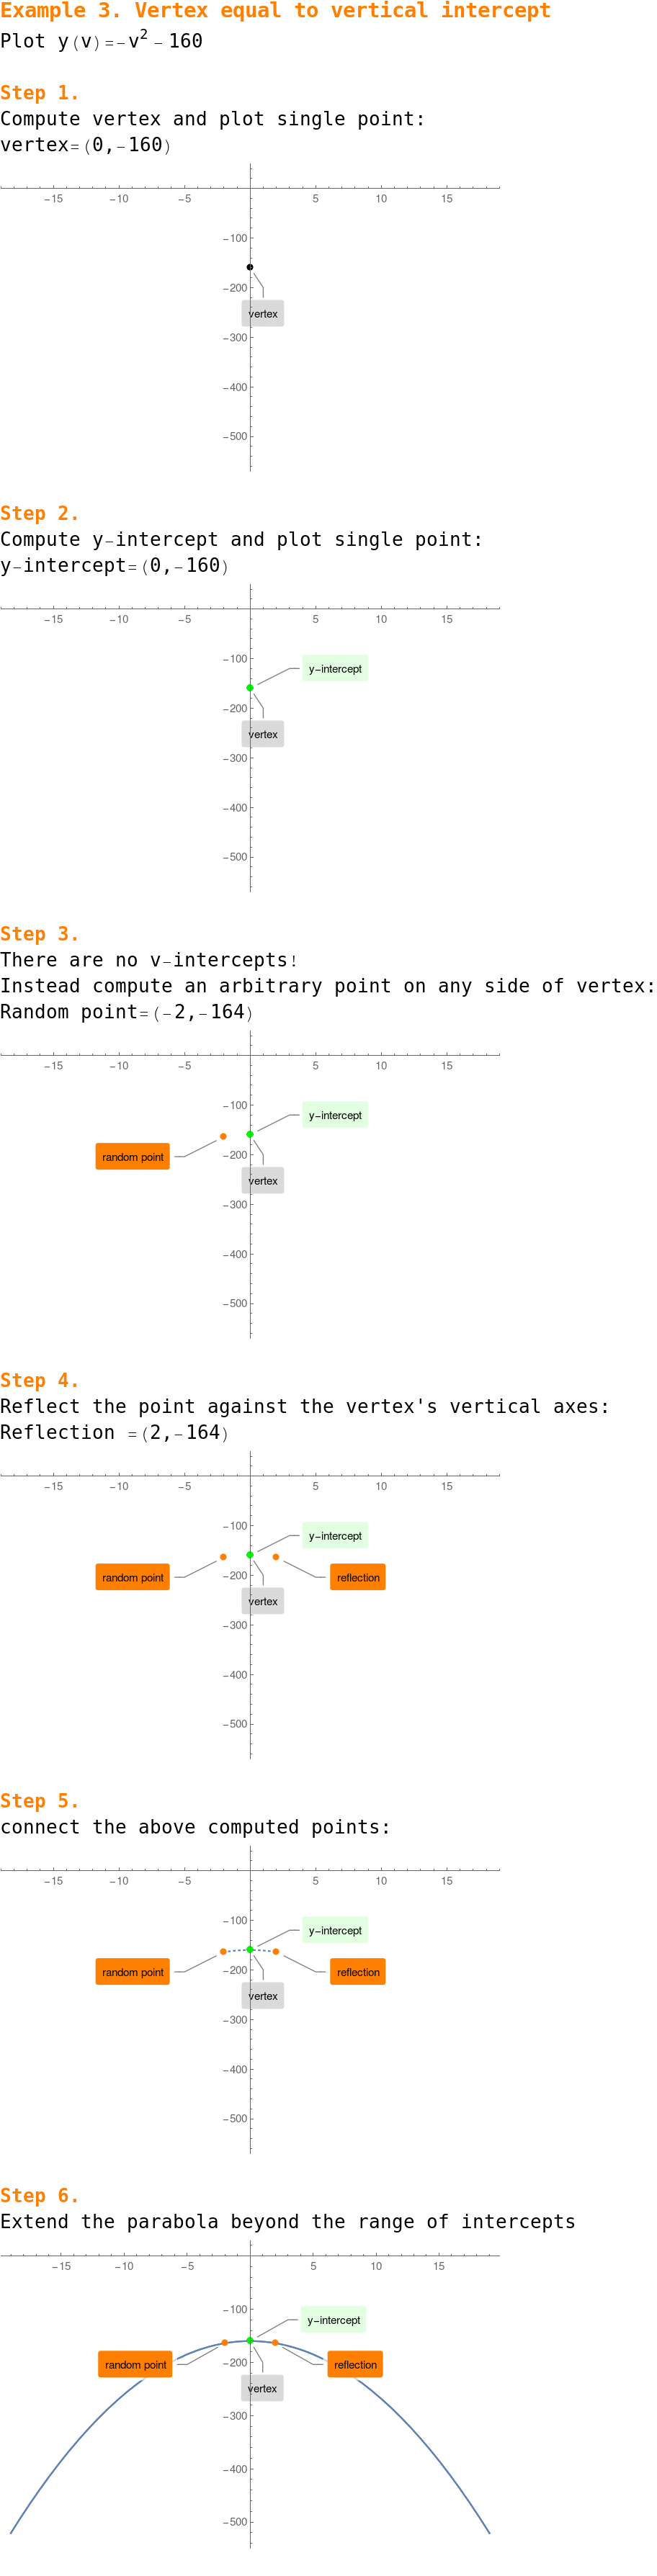 Example 3. Vertex equal to vertical intercept
Plot y(v)=-v² - 160
Step 1.
Compute vertex and plot single point:
vertex=(0,-160)
-15 -10 -5 5 10 15
-100
-200
vertex
-300
-400
-500
Step 2.
Compute y-intercept and plot single point:
y-intercept=(0,-160)
-15 -10 -5 5 10 15
-100
y-intercept
-200
vertex
-300
-400
-500
Step 3.
There are no v-intercepts!
Instead compute an arbitrary point on any side of vertex:
Random point=(-2,-164)
-15 -10 -5 5 10 15
-100
y-intercept
random point
-200
vertex
-300
-400
-500
Step 4.
Reflect the point against the vertex's vertical axes:
Reflection =(2,-164)
-15 -10 -5 5 10 15
-100
y-intercept
random point
-200
reflection
vertex
-300
-400
-500
Step 5.
connect the above computed points:
-15 -10 -5 5 10 15
-100
y-intercept
random point
-200
reflection
vertex
-300
-400
-500
Step 6.
Extend the parabola beyond the range of intercepts
-15 -10 -5 5 10 15
-100
y-intercept
random point
-200
reflection
vertex
-300
-400
-500